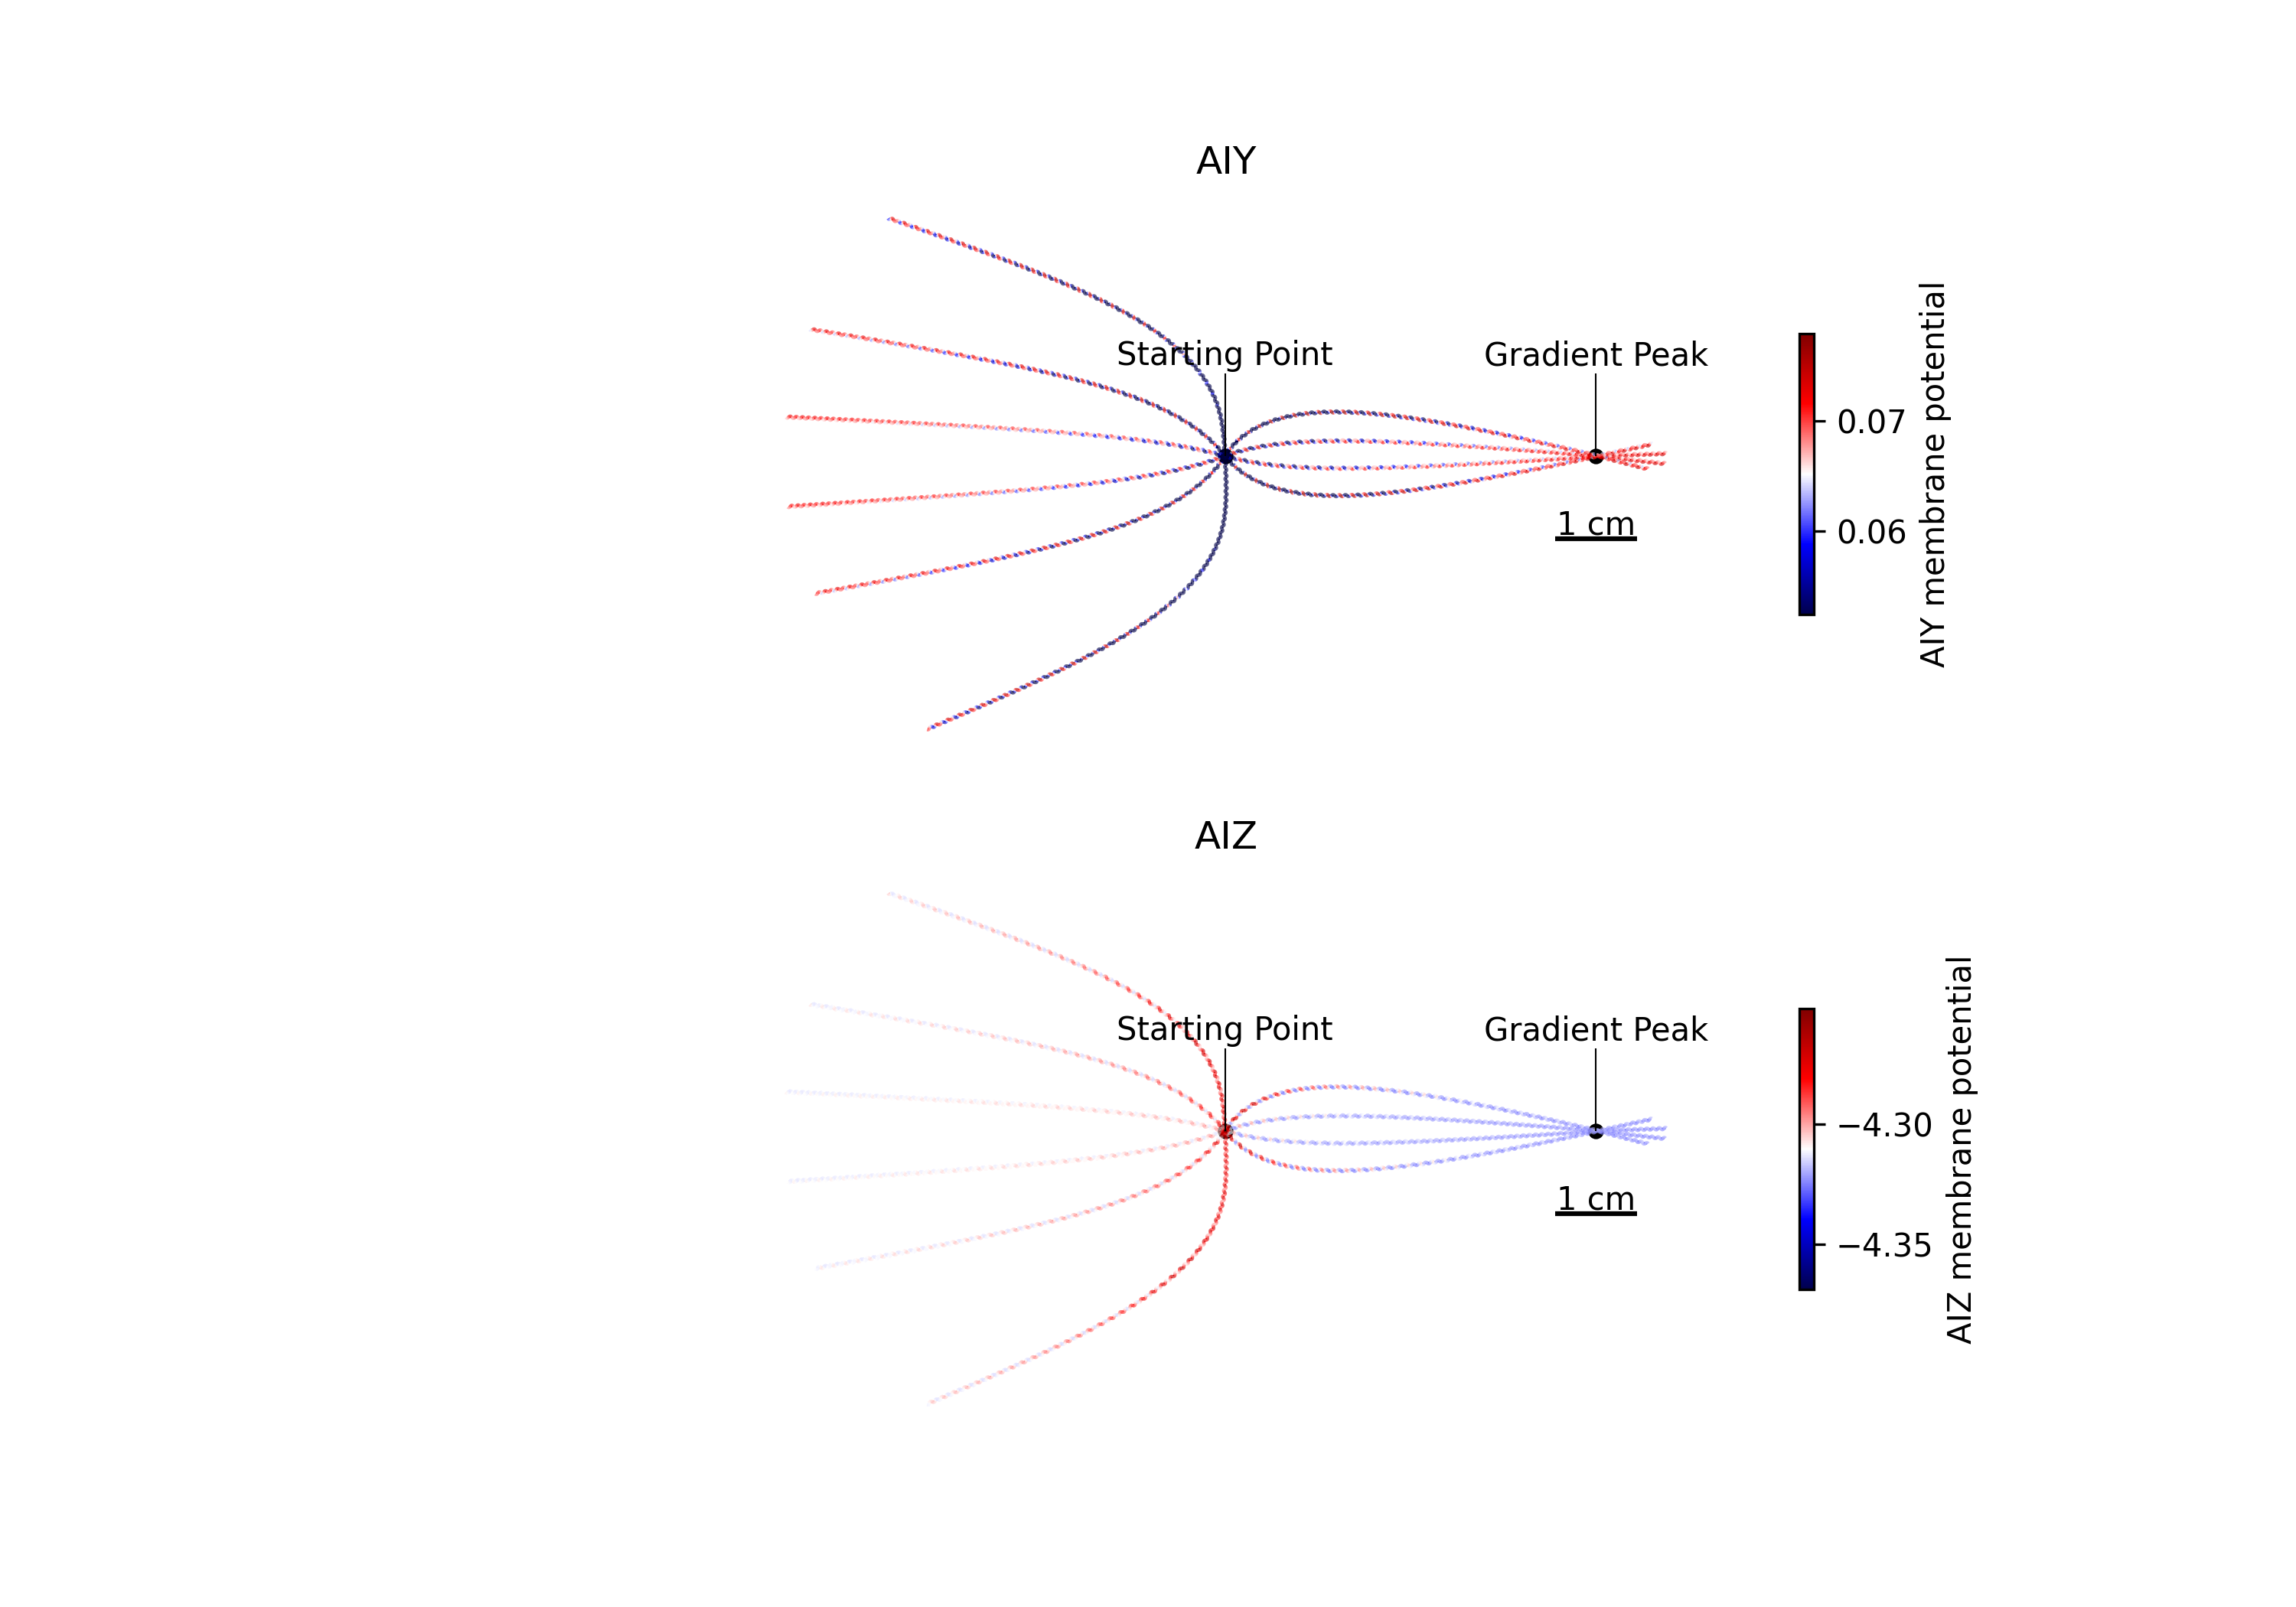 AIY
Starting Point
Gradient Peak
1 cm
0.07
0.06
AIY membrane potential
AIZ
Starting Point
Gradient Peak
1 cm
−4.30
−4.35
AIZ membrane potential